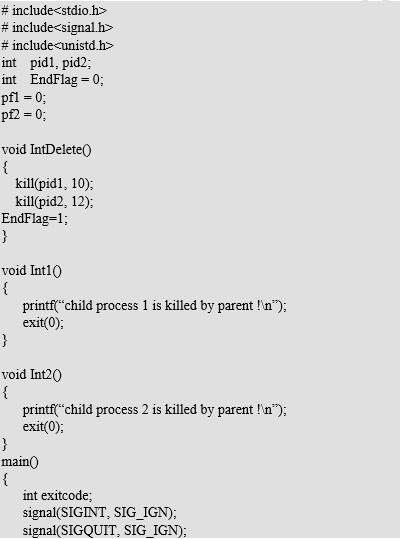 # include<stdio.h>
# include<signal.h>
# include<unistd.h>
int    pid1, pid2;
int    EndFlag = 0;
pf1 = 0;
pf2 = 0;

void IntDelete()
{
    kill(pid1, 10);
    kill(pid2, 12);
EndFlag=1;
}

void Int1()
{
      printf(“child process 1 is killed by parent !\n”);
      exit(0);
}

void Int2()
{
      printf(“child process 2 is killed by parent !\n”);
      exit(0);
}
main()
{
      int exitcode;
      signal(SIGINT, SIG_IGN);
      signal(SIGQUIT, SIG_IGN);